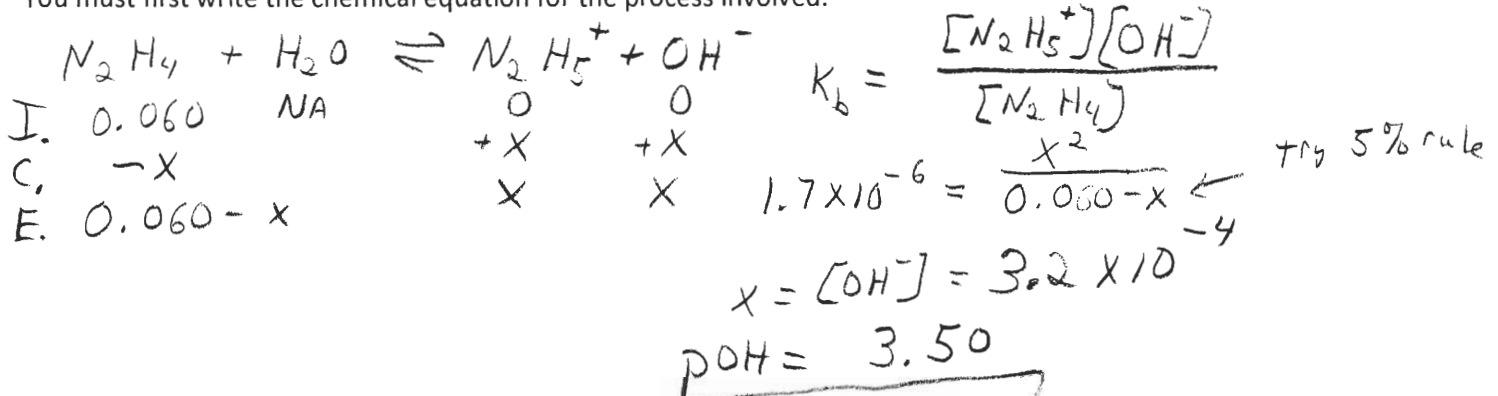 You must first write the chemical equation for the process involved.
N₂H₄ + H₂O ⇌ N₂H₅⁺ + OH⁻
I. 0.060 NA 0 0
C. -x +x +x
E. 0.060 - x x x
K_b = [N₂H₅⁺][OH⁻] / [N₂H₄]
1.7 x 10⁻⁶ = x² / 0.060 - x ← try 5% rule
x = [OH⁻] = 3.2 x 10⁻⁴
pOH = 3.50